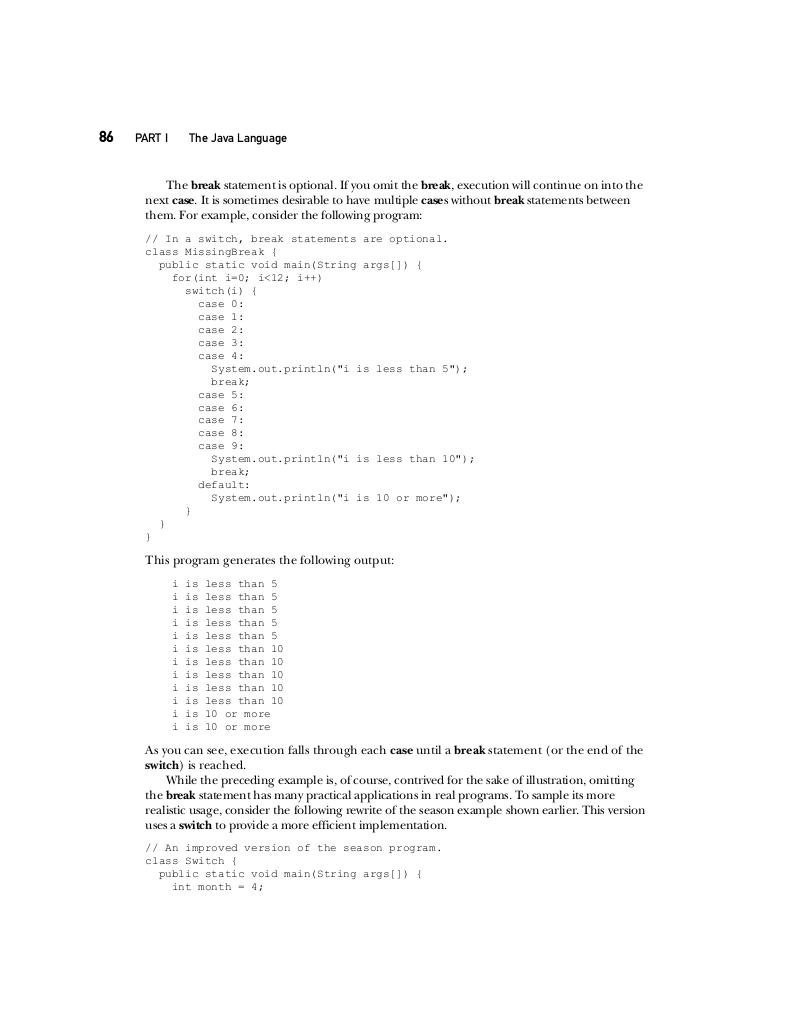 86 PART I The Java Language
The break statement is optional. If you omit the break, execution will continue on into the
next case. It is sometimes desirable to have multiple cases without break statements between
them. For example, consider the following program:
// In a switch, break statements are optional.
class MissingBreak {
  public static void main(String args[]) {
    for(int i=0; i<12; i++)
      switch(i) {
        case 0:
        case 1:
        case 2:
        case 3:
        case 4:
          System.out.println("i is less than 5");
          break;
        case 5:
        case 6:
        case 7:
        case 8:
        case 9:
          System.out.println("i is less than 10");
          break;
        default:
          System.out.println("i is 10 or more");
      }
  }
}
This program generates the following output:
i is less than 5
i is less than 5
i is less than 5
i is less than 5
i is less than 5
i is less than 10
i is less than 10
i is less than 10
i is less than 10
i is less than 10
i is 10 or more
i is 10 or more
As you can see, execution falls through each case until a break statement (or the end of the
switch) is reached.
While the preceding example is, of course, contrived for the sake of illustration, omitting
the break statement has many practical applications in real programs. To sample its more
realistic usage, consider the following rewrite of the season example shown earlier. This version
uses a switch to provide a more efficient implementation.
// An improved version of the season program.
class Switch {
  public static void main(String args[]) {
    int month = 4;